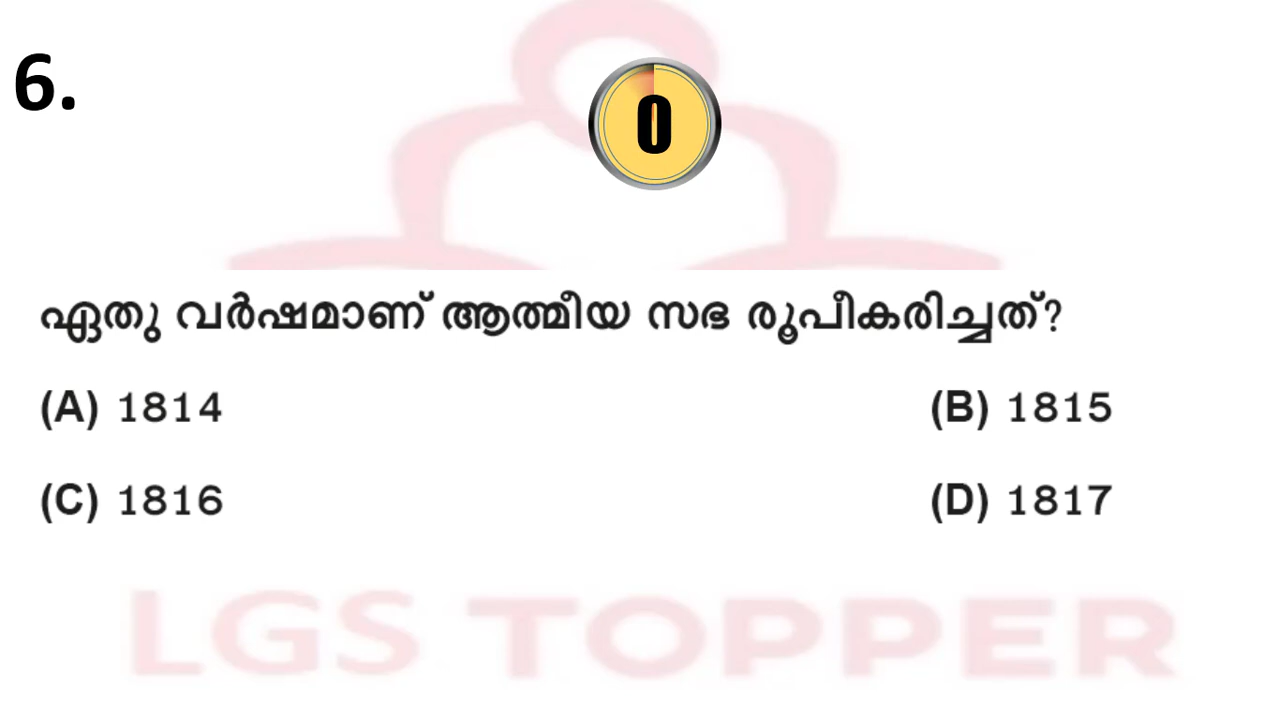 6.
0
ഏതു വർഷമാണ് ആത്മീയ സഭ രൂപീകരിച്ചത്?
(A) 1814 (B) 1815
(C) 1816 (D) 1817
LGS TOPPER